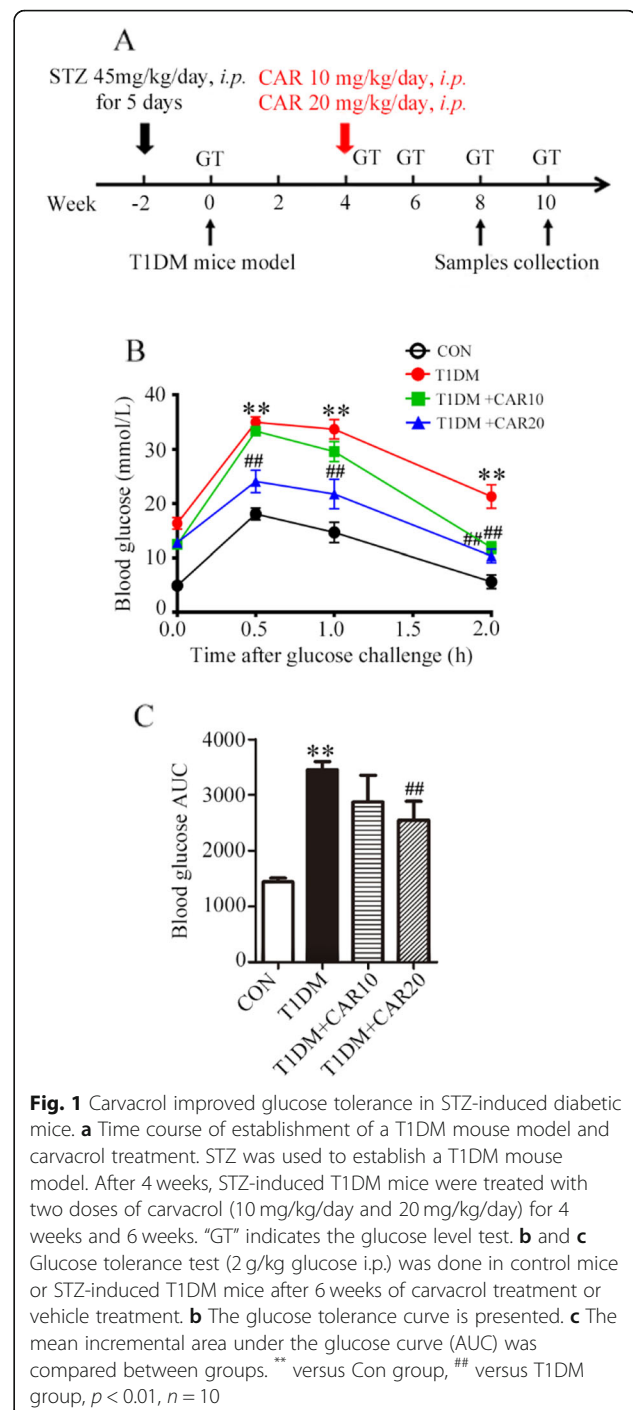 A
STZ 45mg/kg/day, i.p. CAR 10 mg/kg/day, i.p.
for 5 days CAR 20 mg/kg/day, i.p.
GT GT GT GT GT
Week -2 0 2 4 6 8 10
T1DM mice model Samples collection
B
CON
T1DM
T1DM +CAR10
T1DM +CAR20
Blood glucose (mmol/L)
40
30
20
10
0
** ** **
## ## ## ##
0.0 0.5 1.0 1.5 2.0
Time after glucose challenge (h)
C
Blood glucose AUC
4000
3000
2000
1000
0
** ##
CON T1DM T1DM+CAR10 T1DM+CAR20
Fig. 1 Carvacrol improved glucose tolerance in STZ-induced diabetic
mice. a Time course of establishment of a T1DM mouse model and
carvacrol treatment. STZ was used to establish a T1DM mouse
model. After 4 weeks, STZ-induced T1DM mice were treated with
two doses of carvacrol (10 mg/kg/day and 20 mg/kg/day) for 4
weeks and 6 weeks. “GT” indicates the glucose level test. b and c
Glucose tolerance test (2 g/kg glucose i.p.) was done in control mice
or STZ-induced T1DM mice after 6 weeks of carvacrol treatment or
vehicle treatment. b The glucose tolerance curve is presented. c The
mean incremental area under the glucose curve (AUC) was
compared between groups. ** versus Con group, ## versus T1DM
group, p < 0.01, n = 10